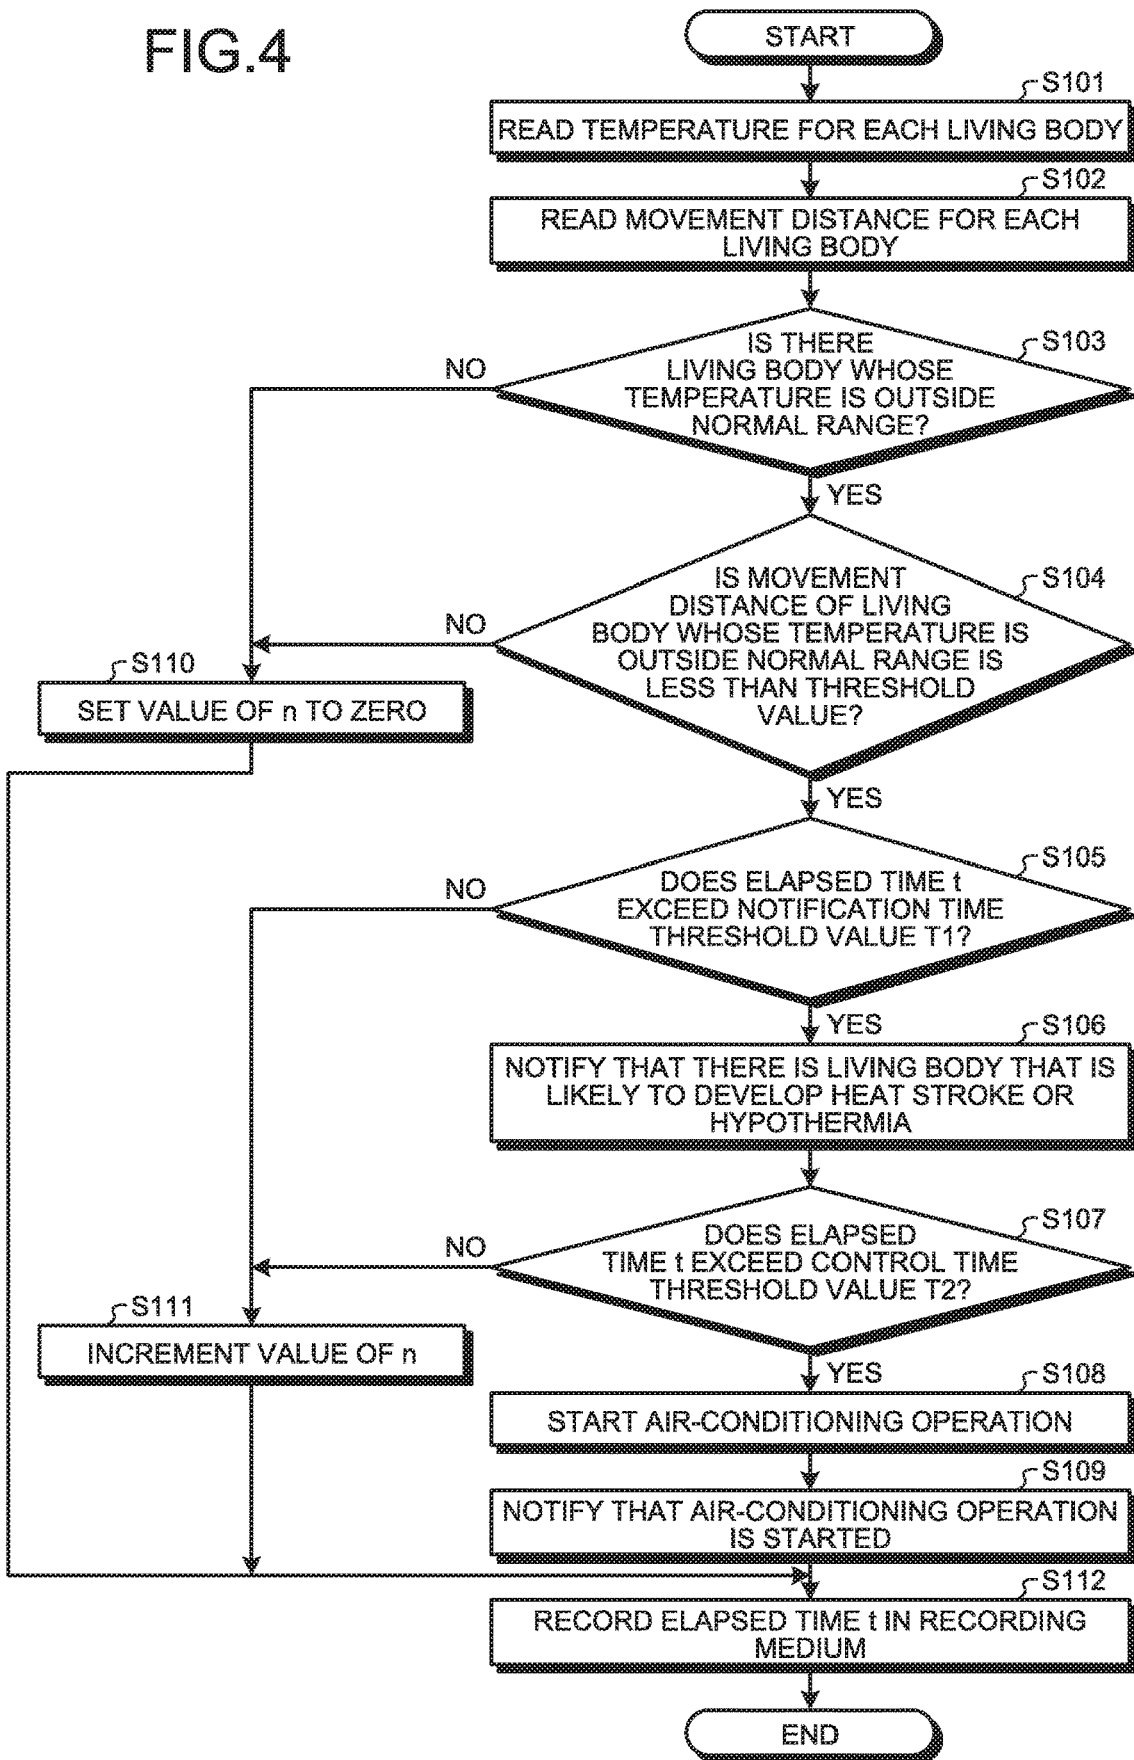 FIG.4
START
S101
READ TEMPERATURE FOR EACH LIVING BODY
S102
READ MOVEMENT DISTANCE FOR EACH
LIVING BODY
S103
IS THERE
LIVING BODY WHOSE
TEMPERATURE IS OUTSIDE
NORMAL RANGE?
NO
YES
S104
IS MOVEMENT
DISTANCE OF LIVING
BODY WHOSE TEMPERATURE IS
OUTSIDE NORMAL RANGE IS
LESS THAN THRESHOLD
VALUE?
NO
S110
SET VALUE OF n TO ZERO
YES
S105
DOES ELAPSED TIME t
EXCEED NOTIFICATION TIME
THRESHOLD VALUE T1?
NO
YES
S106
NOTIFY THAT THERE IS LIVING BODY THAT IS
LIKELY TO DEVELOP HEAT STROKE OR
HYPOTHERMIA
S107
DOES ELAPSED
TIME t EXCEED CONTROL TIME
THRESHOLD VALUE T2?
NO
S111
INCREMENT VALUE OF n
YES
S108
START AIR-CONDITIONING OPERATION
S109
NOTIFY THAT AIR-CONDITIONING OPERATION
IS STARTED
S112
RECORD ELAPSED TIME t IN RECORDING
MEDIUM
END